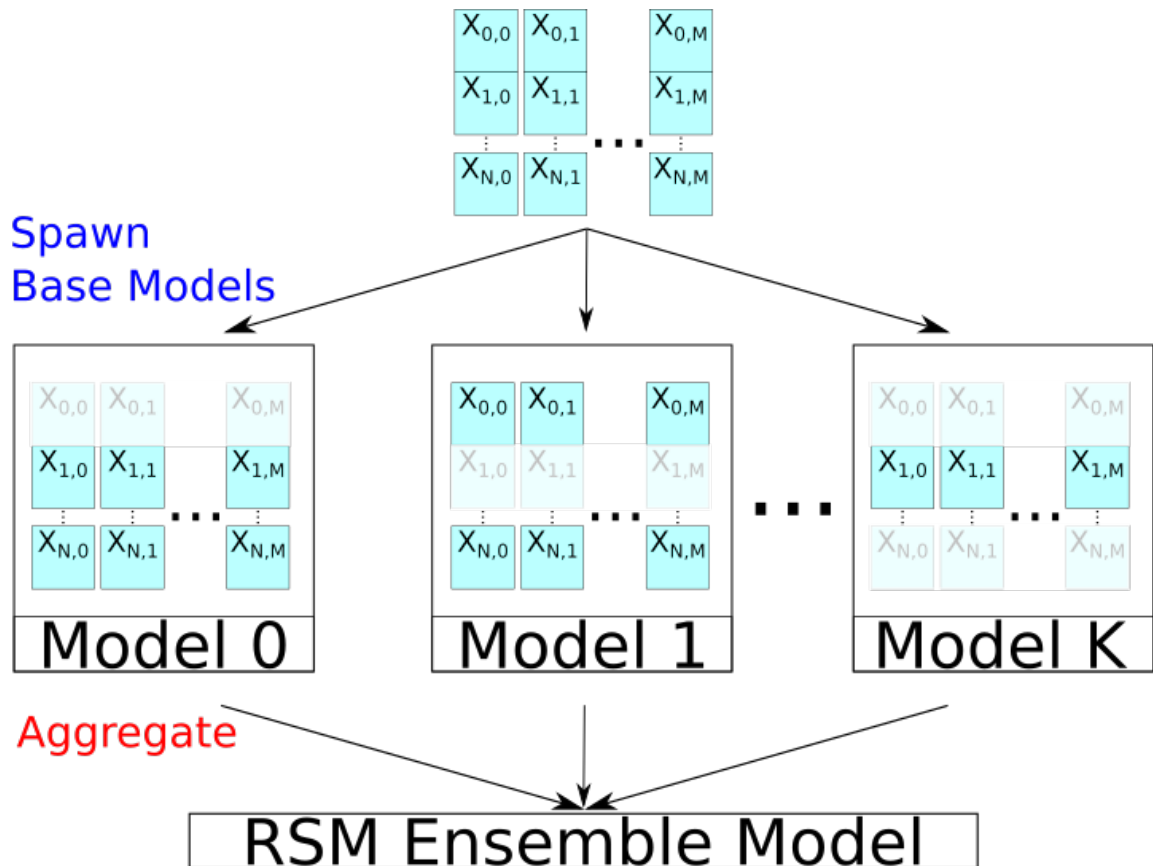 X0,0 X0,1 X0,M
X1,0 X1,1 X1,M
... 
XN,0 XN,1 XN,M
Spawn
Base Models
X0,0 X0,1 X0,M X0,0 X0,1 X0,M X0,0 X0,1 X0,M
X1,0 X1,1 X1,M X1,0 X1,1 X1,M X1,0 X1,1 X1,M
... ... ... ...
XN,0 XN,1 XN,M XN,0 XN,1 XN,M XN,0 XN,1 XN,M
Model 0 Model 1 Model K
Aggregate
RSM Ensemble Model